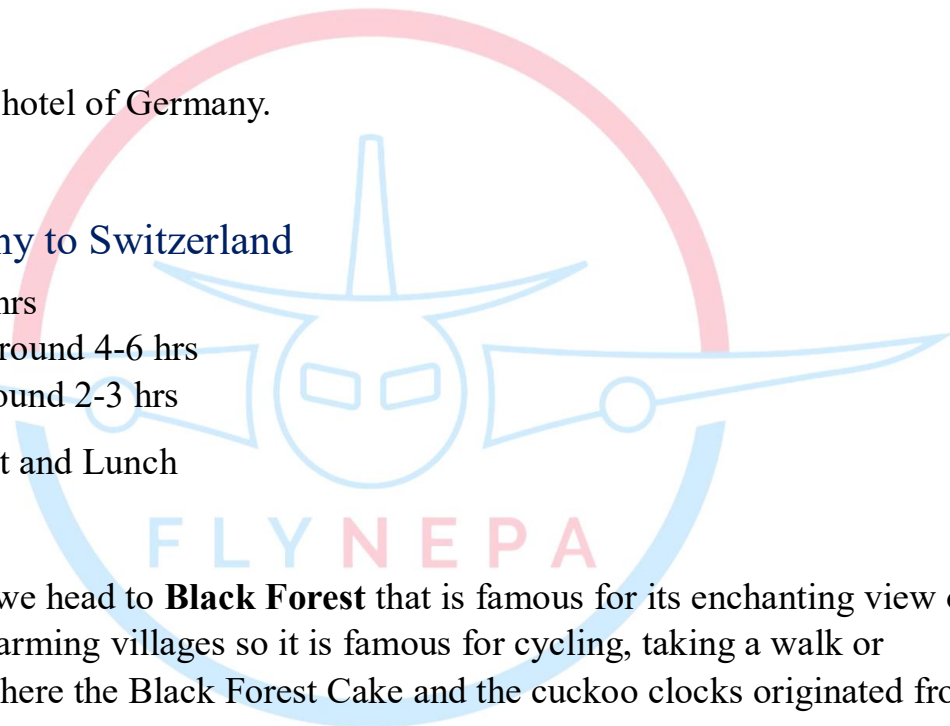 hotel of Germany.
ny to Switzerland
hrs
round 4-6 hrs
ound 2-3 hrs
t and Lunch
FLYNEPA
we head to Black Forest that is famous for its enchanting view
arming villages so it is famous for cycling, taking a walk or
here the Black Forest Cake and the cuckoo clocks originated fro